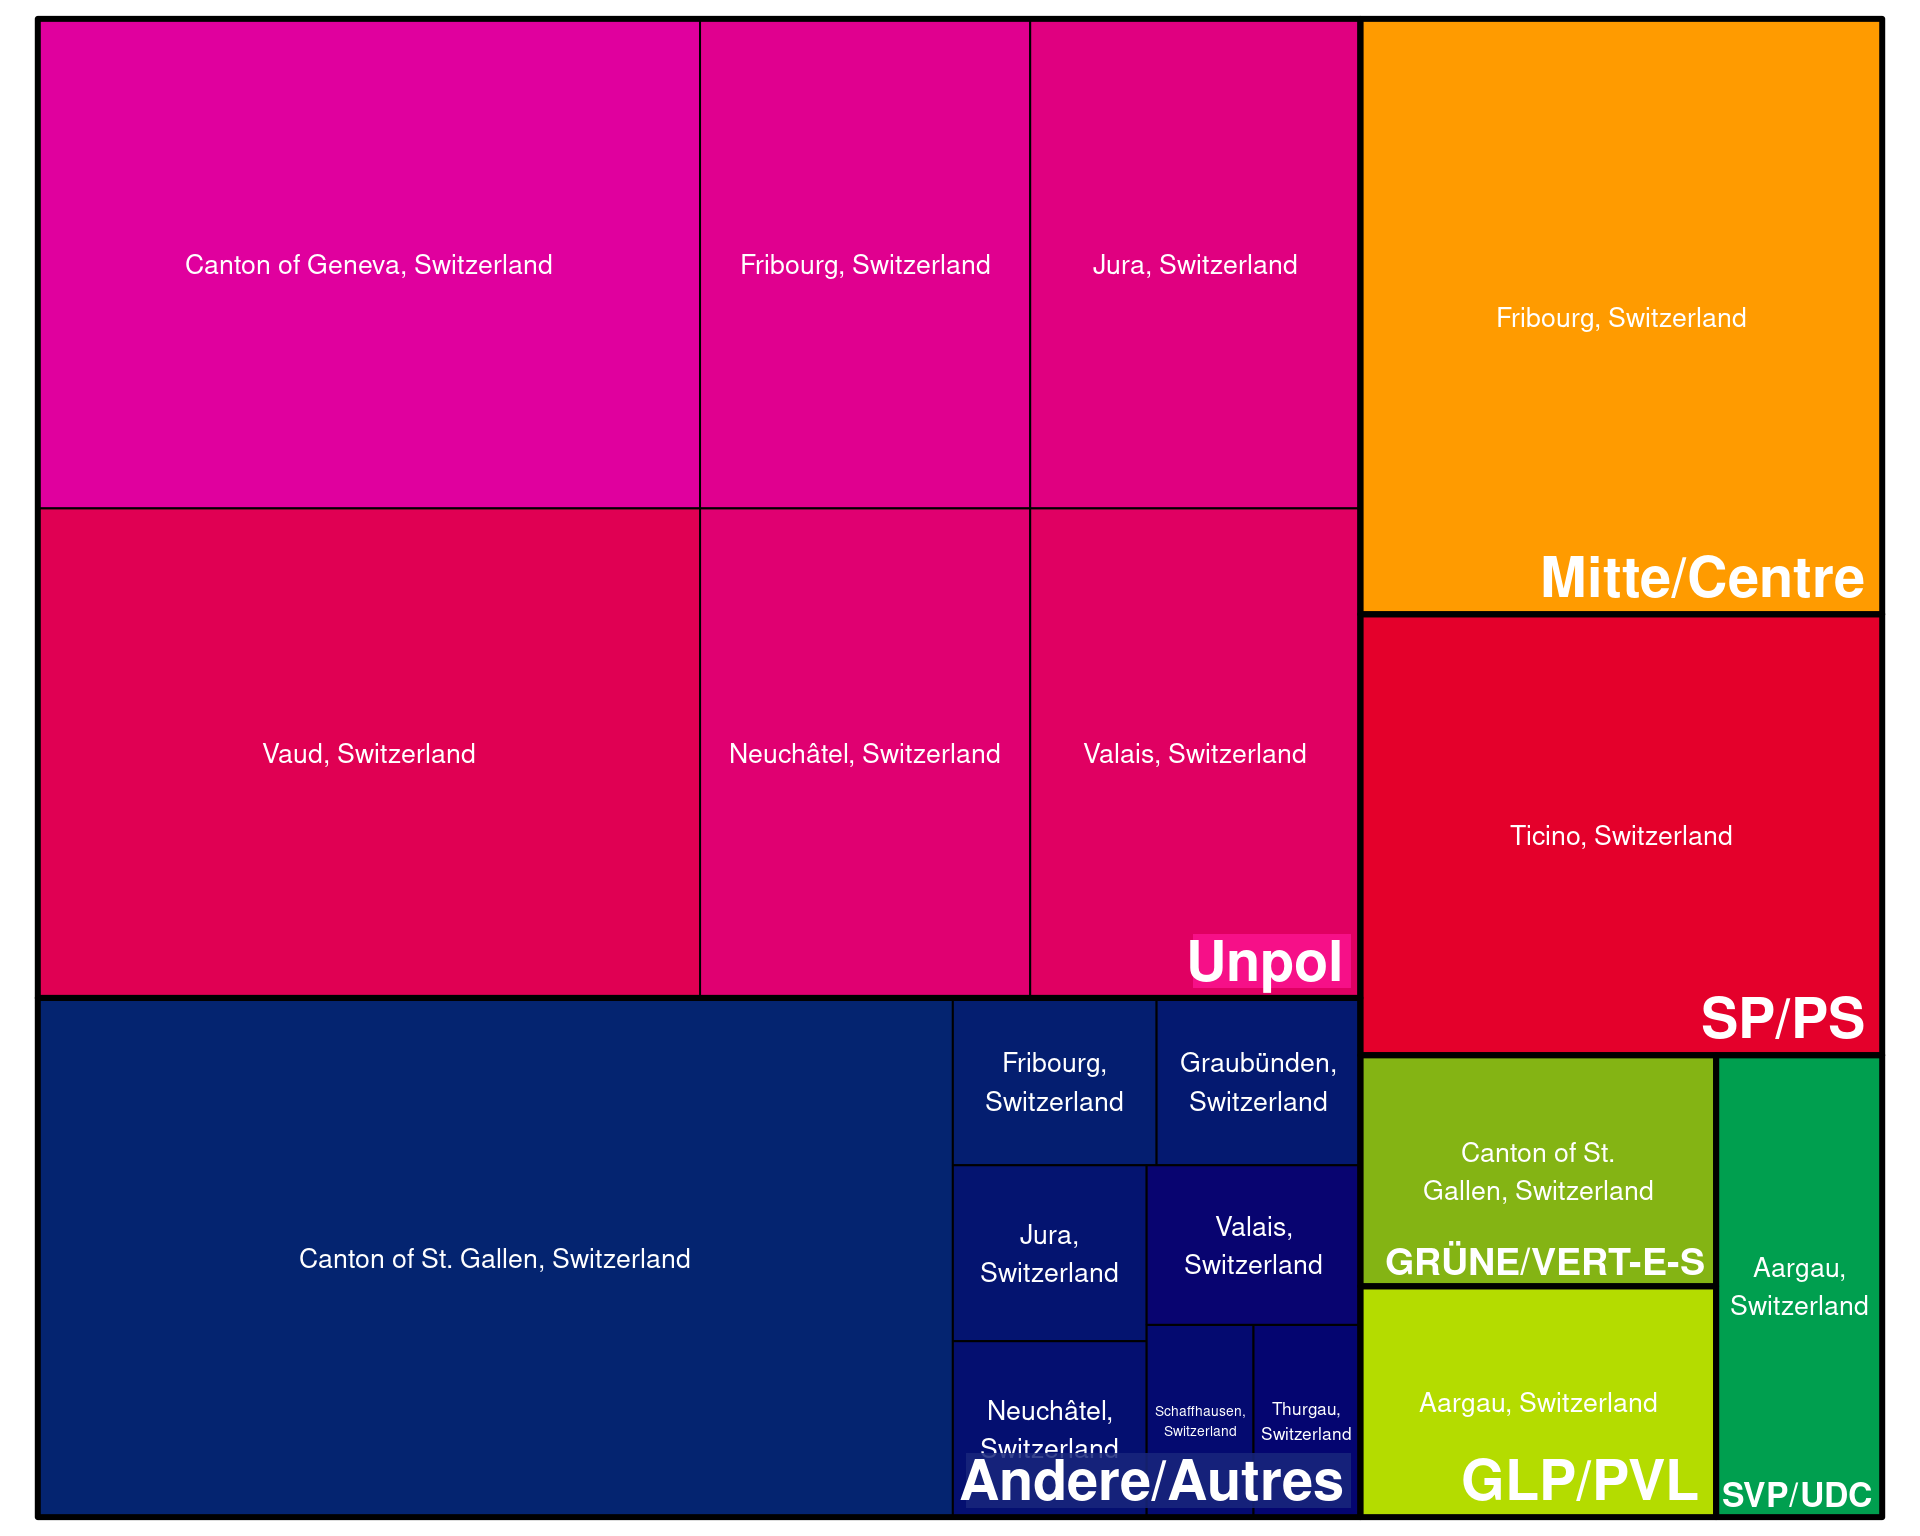 Canton of Geneva, Switzerland
Fribourg, Switzerland
Jura, Switzerland
Vaud, Switzerland
Neuchâtel, Switzerland
Valais, Switzerland
Unpol
Fribourg, Switzerland
Mitte/Centre
Ticino, Switzerland
SP/PS
Canton of St. Gallen, Switzerland
Fribourg,
Switzerland
Graubünden,
Switzerland
Jura,
Switzerland
Valais,
Switzerland
Neuchâtel,
Switzerland
Schaffhausen,
Switzerland
Thurgau,
Switzerland
Andere/Autres
Canton of St.
Gallen, Switzerland
GRÜNE/VERT-E-S
Aargau, Switzerland
GLP/PVL
Aargau,
Switzerland
SVP/UDC